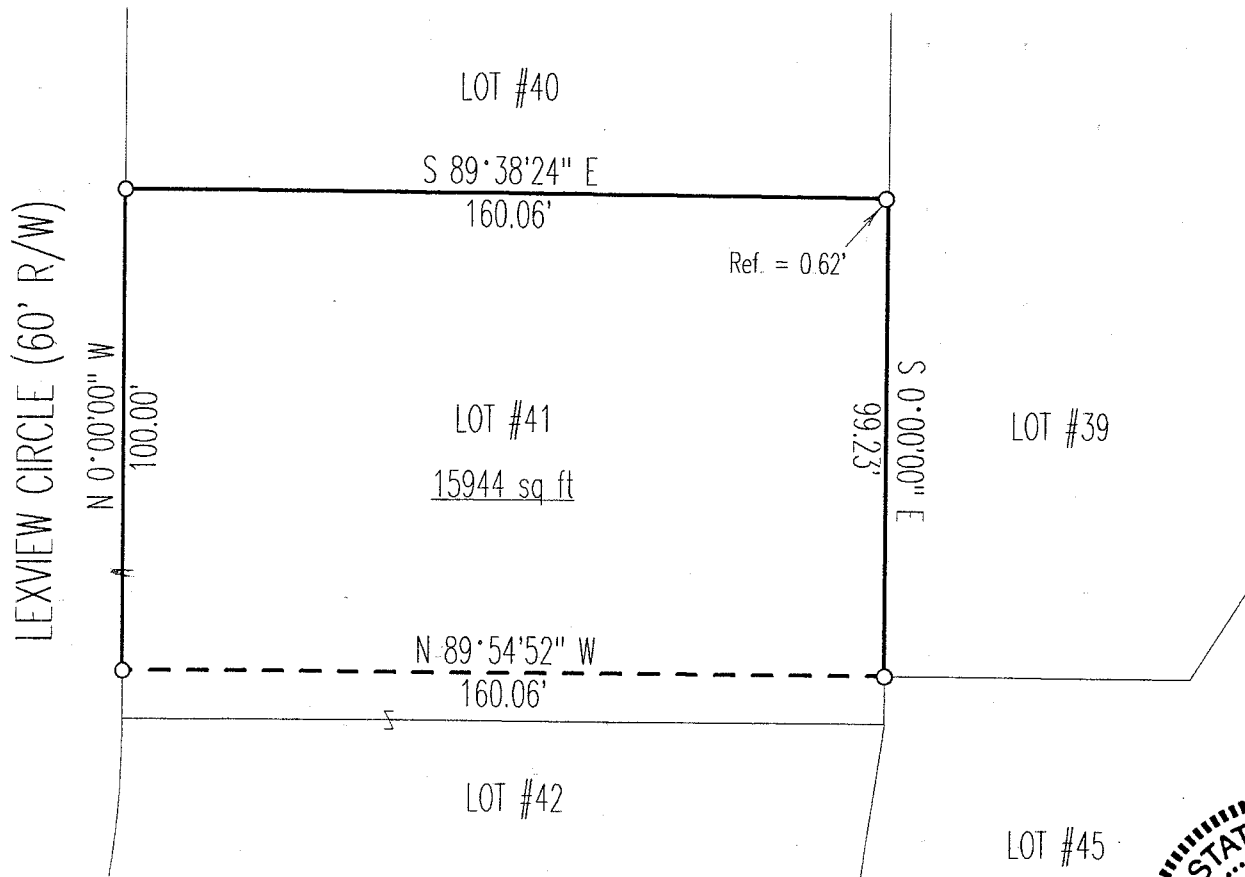 LOT #40
S 89°38'24" E
160.06'
Ref. = 0.62'
LEXVIEW CIRCLE (60' R/W)
N 0°00'00" W
100.00'
LOT #41
15944 sq ft
S 0°00'00" E
99.23'
LOT #39
N 89°54'52" W
160.06'
LOT #42
LOT #45
STAT